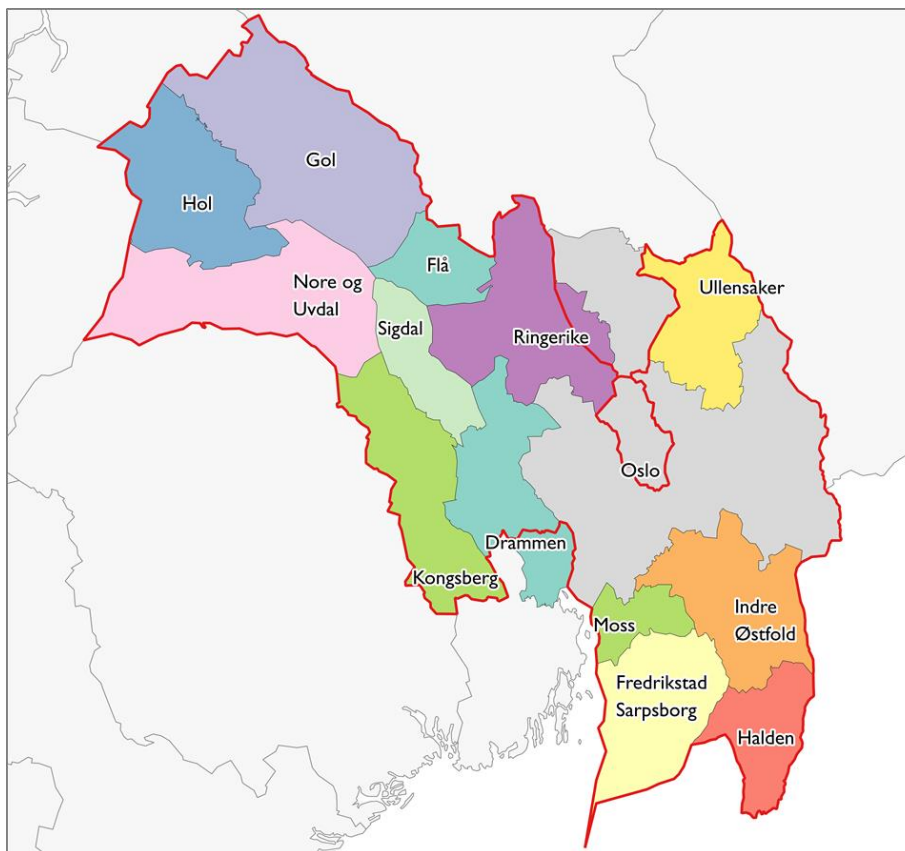 Gol
Hol
Flå
Nore og
Uvdal
Ullensaker
Sigdal
Ringerike
Oslo
Drammen
Kongsberg
Indre
Østfold
Moss
Fredrikstad
Sarpsborg
Halden